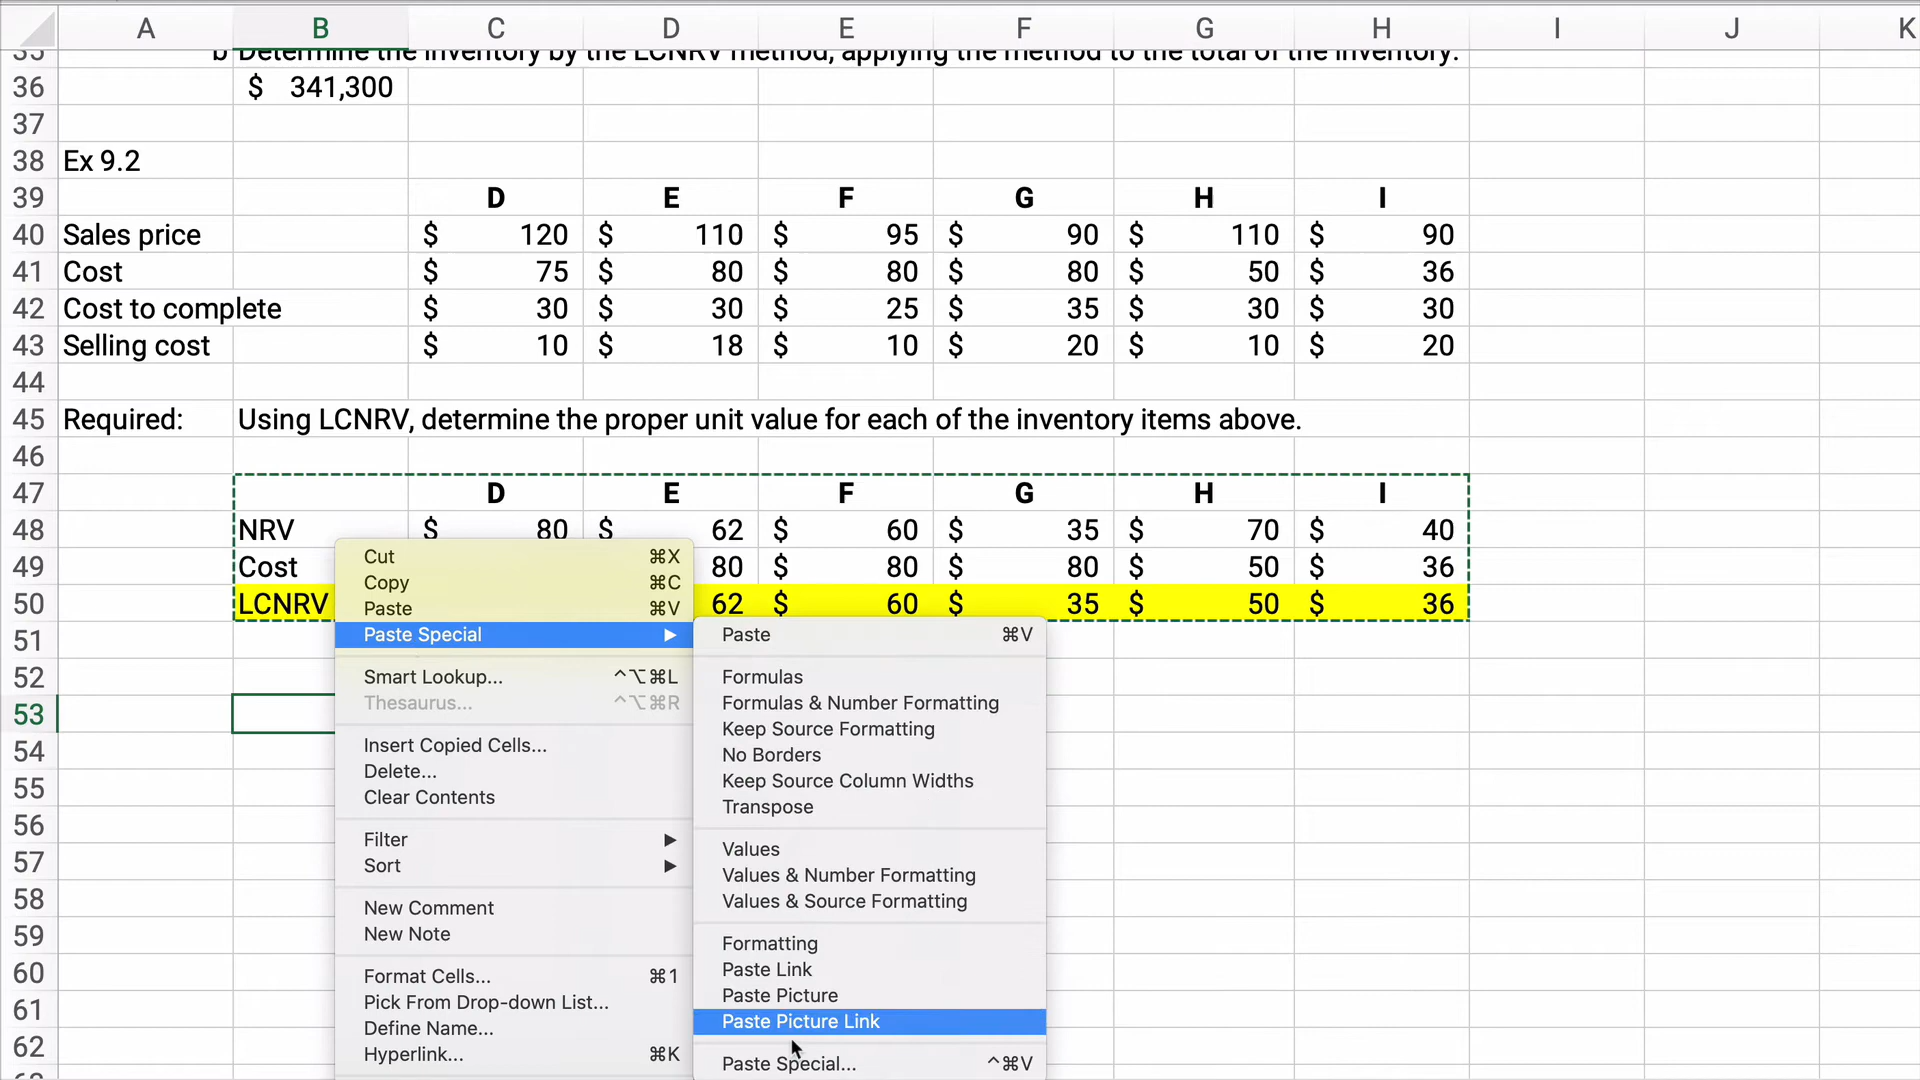 A B C D E F G H I J K
35 b Determine the inventory by the LCNRV method, applying the method to the total of the inventory.
36 $ 341,300
37
38 Ex 9.2
39 D E F G H I
40 Sales price $ 120 $ 110 $ 95 $ 90 $ 110 $ 90
41 Cost $ 75 $ 80 $ 80 $ 80 $ 50 $ 36
42 Cost to complete $ 30 $ 30 $ 25 $ 35 $ 30 $ 30
43 Selling cost $ 10 $ 18 $ 10 $ 20 $ 10 $ 20
44
45 Required: Using LCNRV, determine the proper unit value for each of the inventory items above.
46
47 D E F G H I
48 NRV $ 80 $ 62 $ 60 $ 35 $ 70 $ 40
49 Cost 80 $ 80 $ 80 $ 50 $ 36
50 LCNRV 62 $ 60 $ 35 $ 50 $ 36
51
52
53
54
55
56
57
58
59
60
61
62
Cut ⌘X
Copy ⌘C
Paste ⌘V
Paste Special ▶
Smart Lookup... ^⌥⌘L
Thesaurus... ^⌥⌘R
Insert Copied Cells...
Delete...
Clear Contents
Filter ▶
Sort ▶
New Comment
New Note
Format Cells... ⌘1
Pick From Drop-down List...
Define Name...
Hyperlink... ⌘K
Paste ⌘V
Formulas
Formulas & Number Formatting
Keep Source Formatting
No Borders
Keep Source Column Widths
Transpose
Values
Values & Number Formatting
Values & Source Formatting
Formatting
Paste Link
Paste Picture
Paste Picture Link
Paste Special... ^⌘V